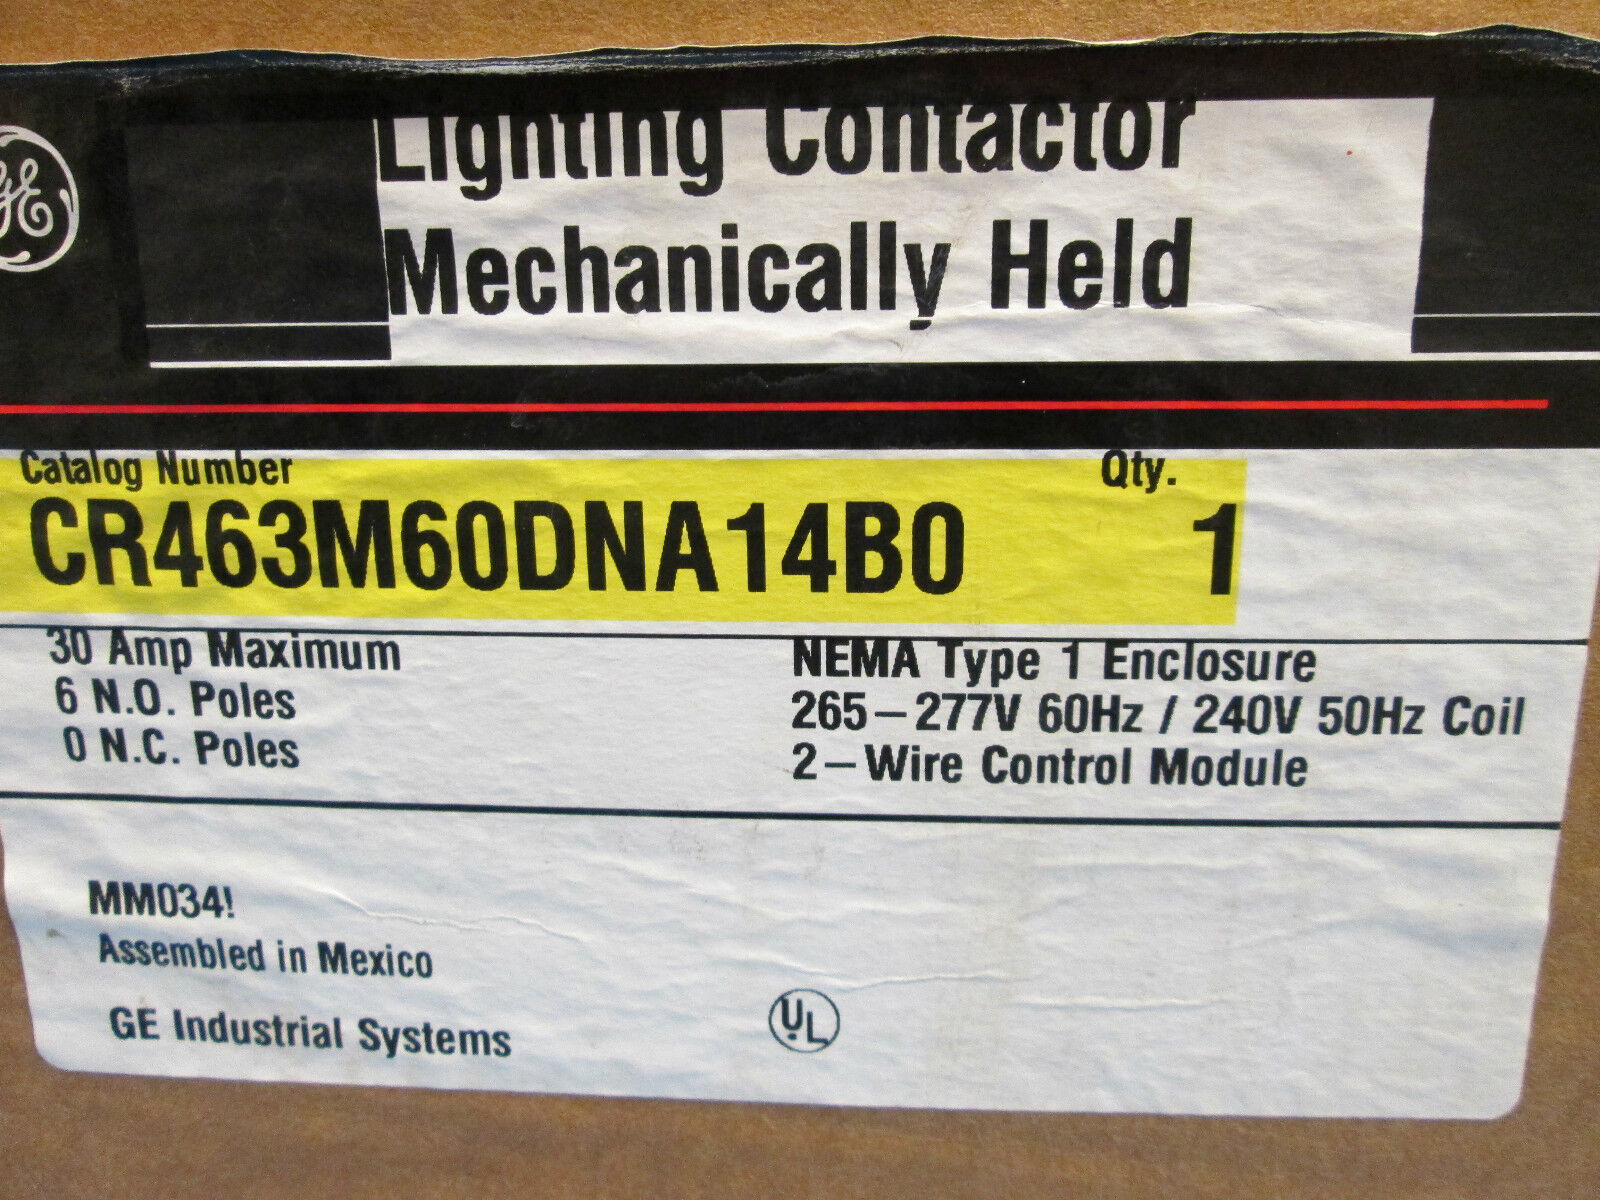 GE
Lighting Contactor
Mechanically Held
Catalog Number Qty.
CR463M60DNA14B0 1
30 Amp Maximum
6 N.O. Poles
0 N.C. Poles
NEMA Type 1 Enclosure
265-277V 60Hz / 240V 50Hz Coil
2-Wire Control Module
MM034!
Assembled in Mexico
GE Industrial Systems
UL